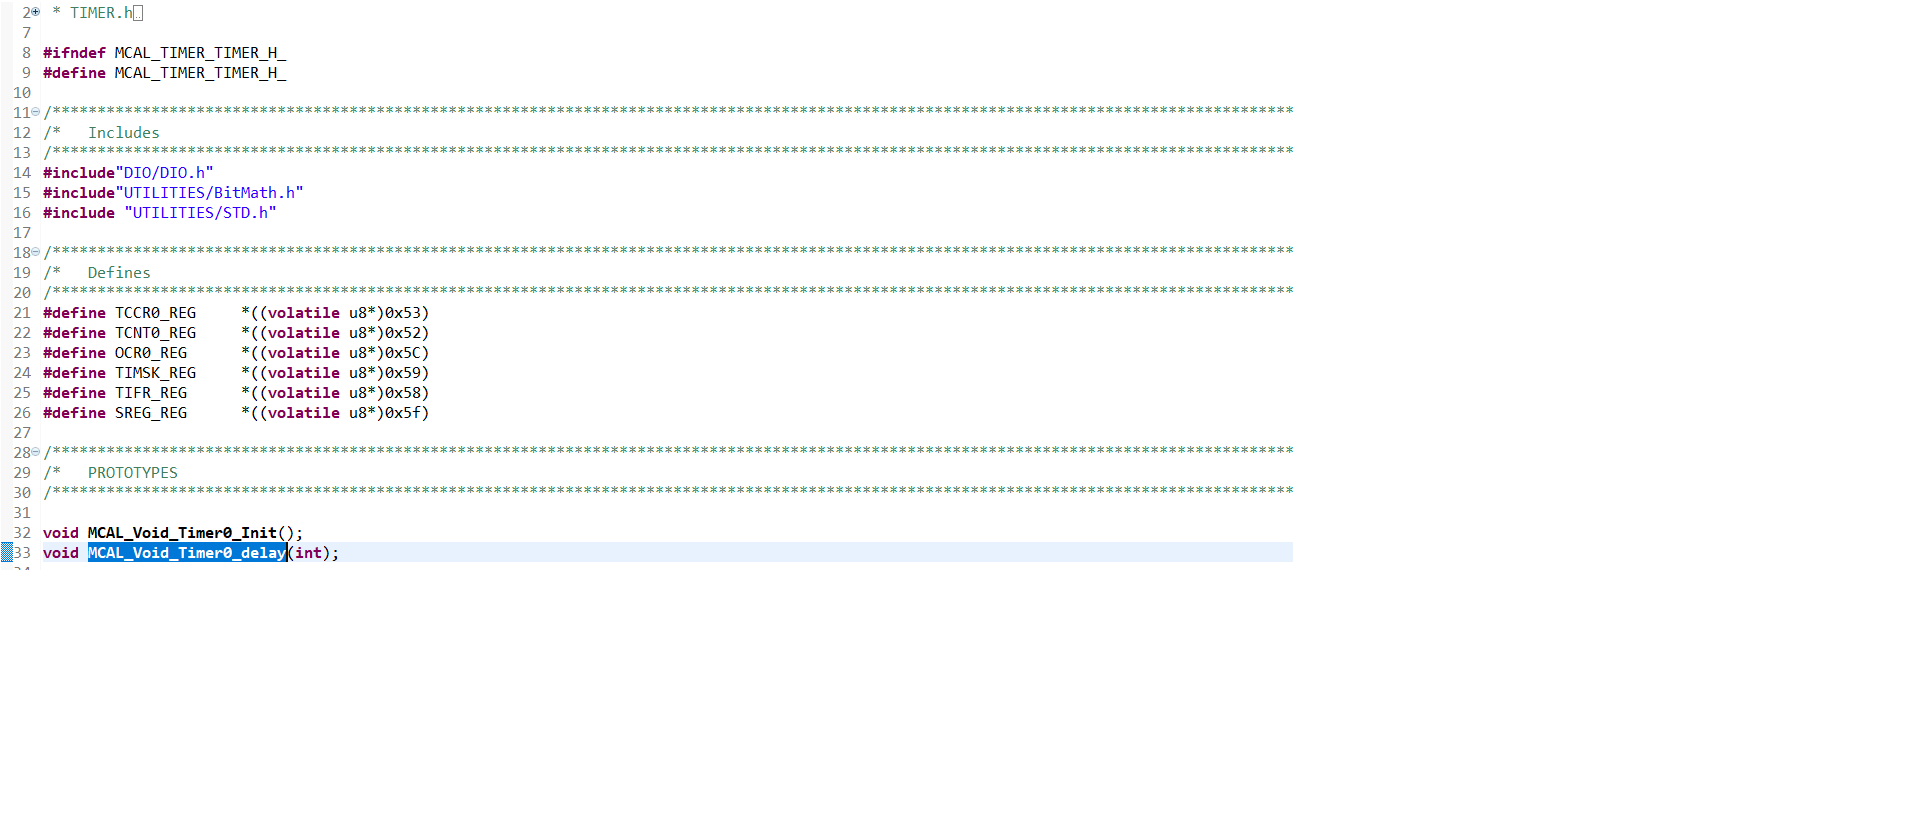 2 * TIMER.h
7
8 #ifndef MCAL_TIMER_TIMER_H_
9 #define MCAL_TIMER_TIMER_H_
10
11 /******************************************************************************************************************************************
12 /*   Includes
13 /******************************************************************************************************************************************
14 #include"DIO/DIO.h"
15 #include"UTILITIES/BitMath.h"
16 #include "UTILITIES/STD.h"
17
18 /******************************************************************************************************************************************
19 /*   Defines
20 /******************************************************************************************************************************************
21 #define TCCR0_REG     *((volatile u8*)0x53)
22 #define TCNT0_REG     *((volatile u8*)0x52)
23 #define OCR0_REG      *((volatile u8*)0x5C)
24 #define TIMSK_REG     *((volatile u8*)0x59)
25 #define TIFR_REG      *((volatile u8*)0x58)
26 #define SREG_REG      *((volatile u8*)0x5f)
27
28 /******************************************************************************************************************************************
29 /*   PROTOTYPES
30 /******************************************************************************************************************************************
31
32 void MCAL_Void_Timer0_Init();
33 void MCAL_Void_Timer0_delay(int);